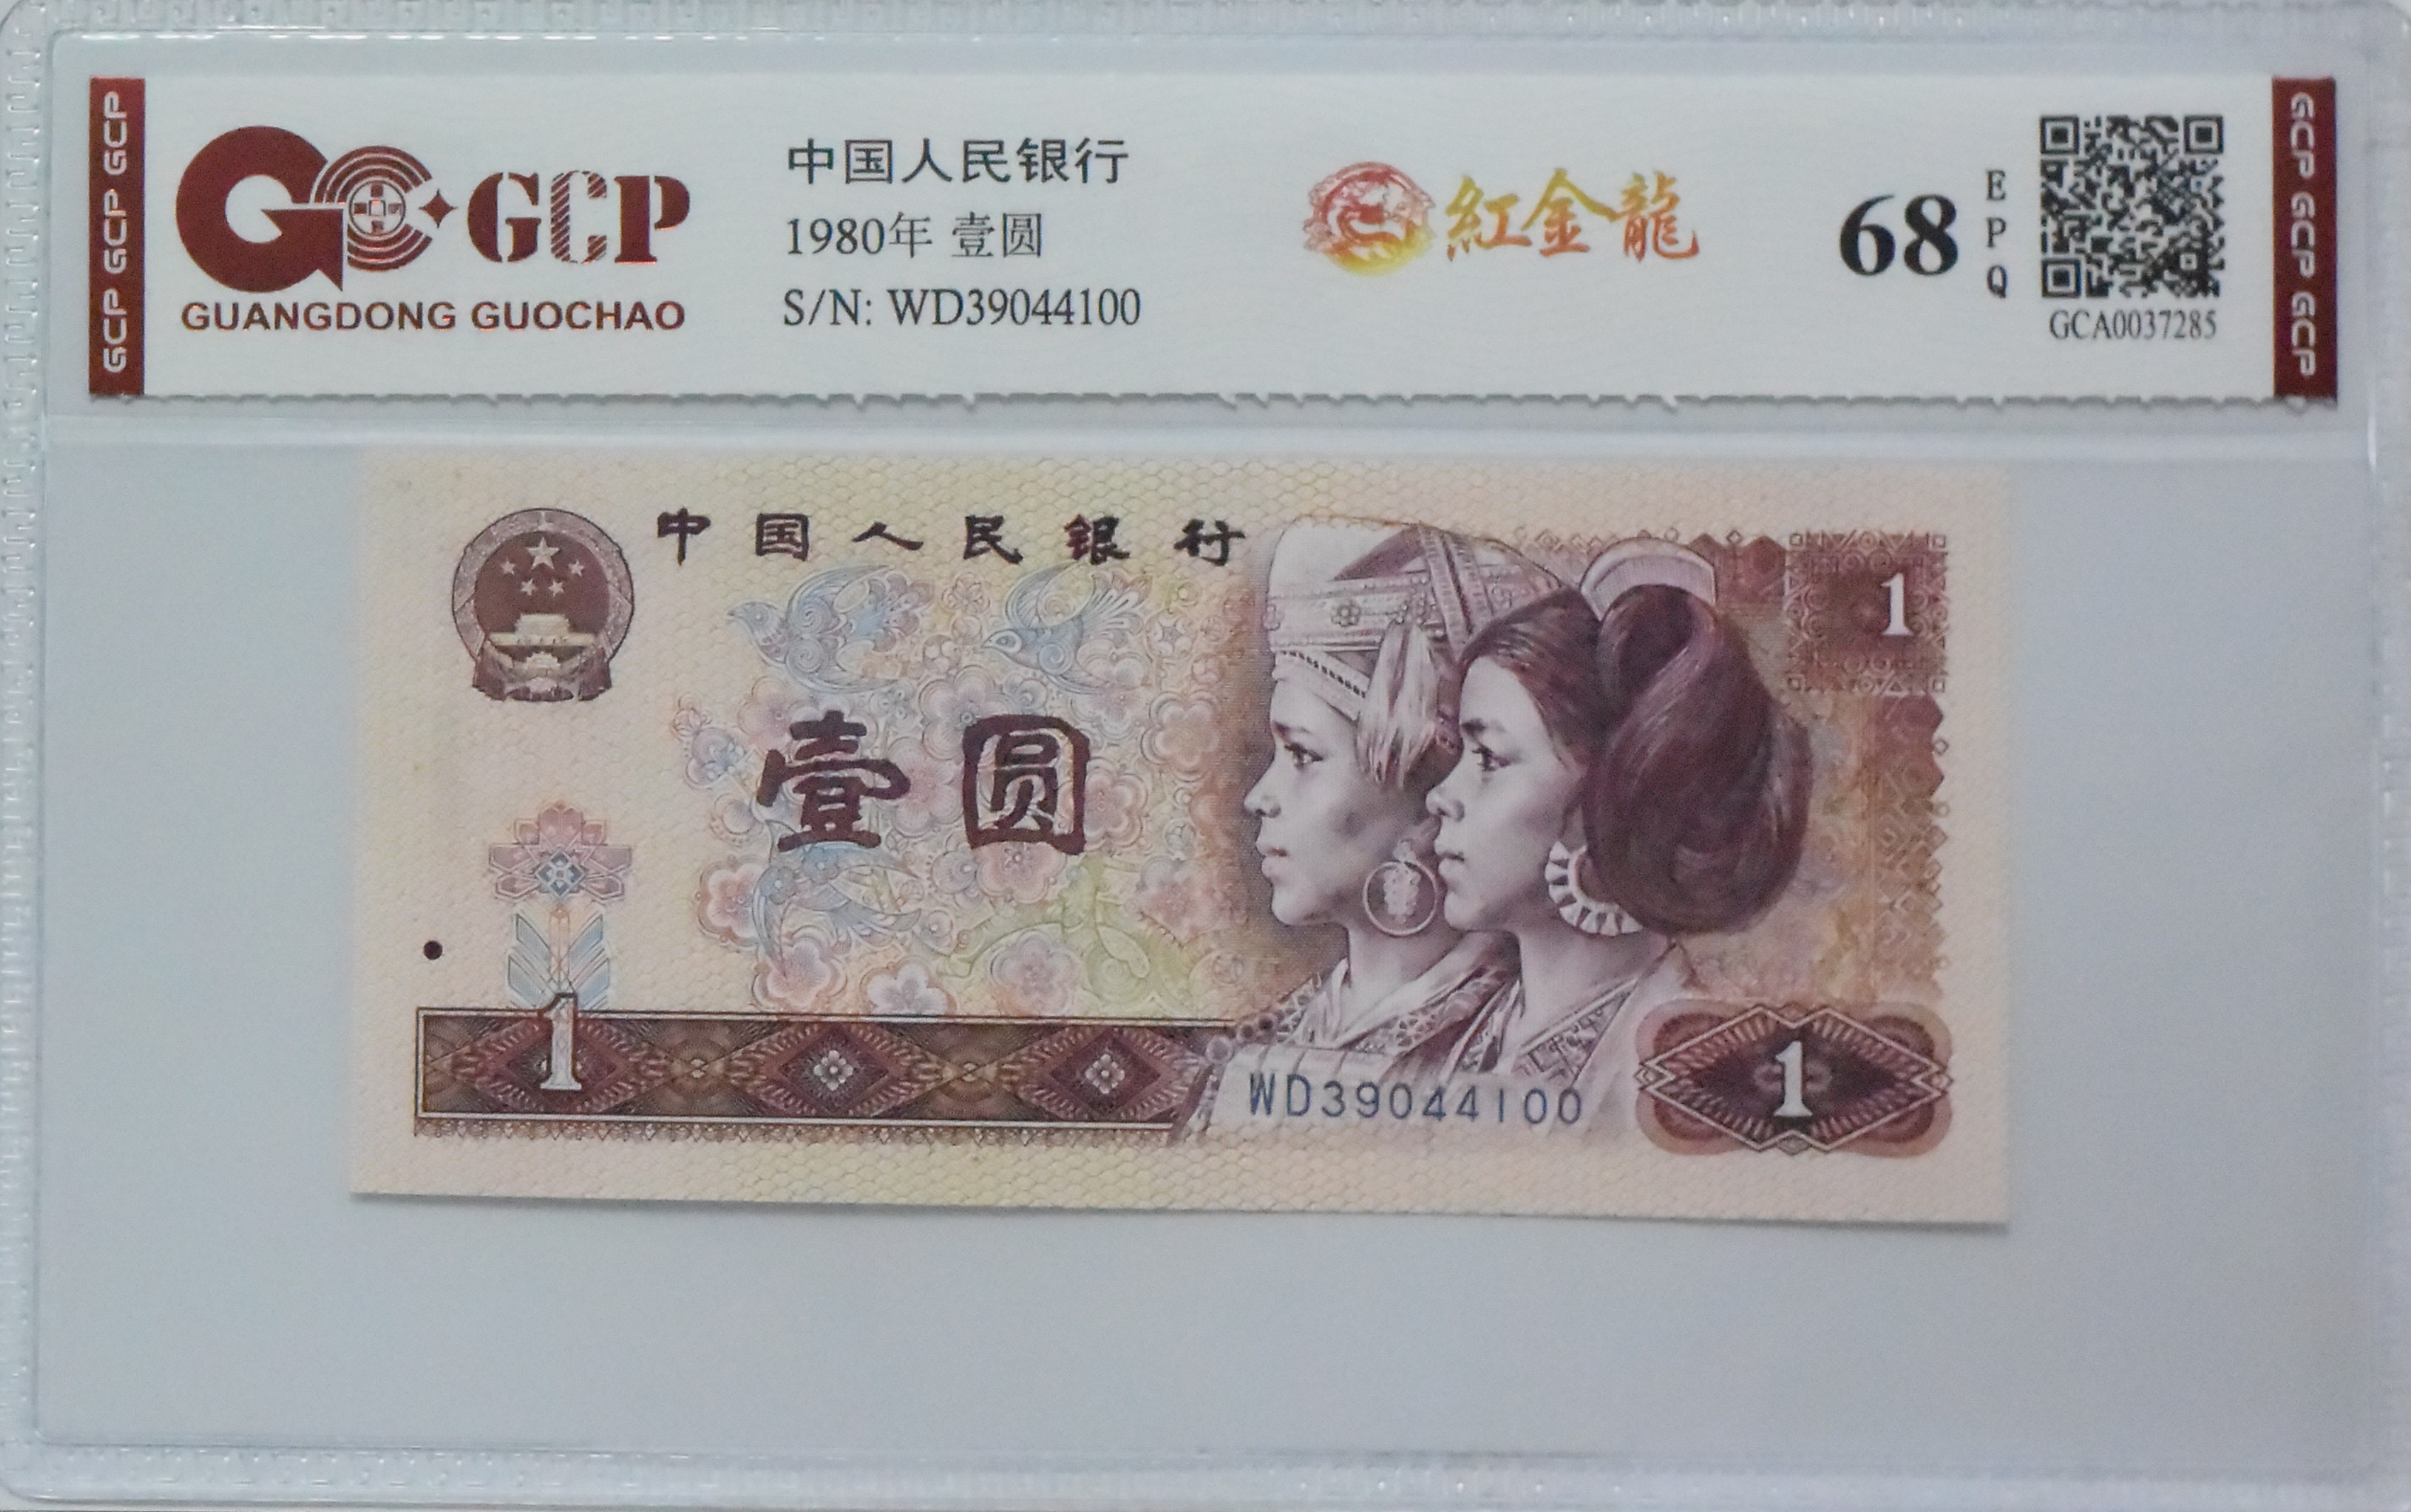 GCP GCP GCP
GCP
GUANGDONG GUOCHAO
中国人民银行
1980年 壹圆
S/N: WD39044100
紅金龍
68
E
P
Q
GCA0037285
GCP GCP GCP
中国人民银行
1
壹圆
1
WD39044100
1